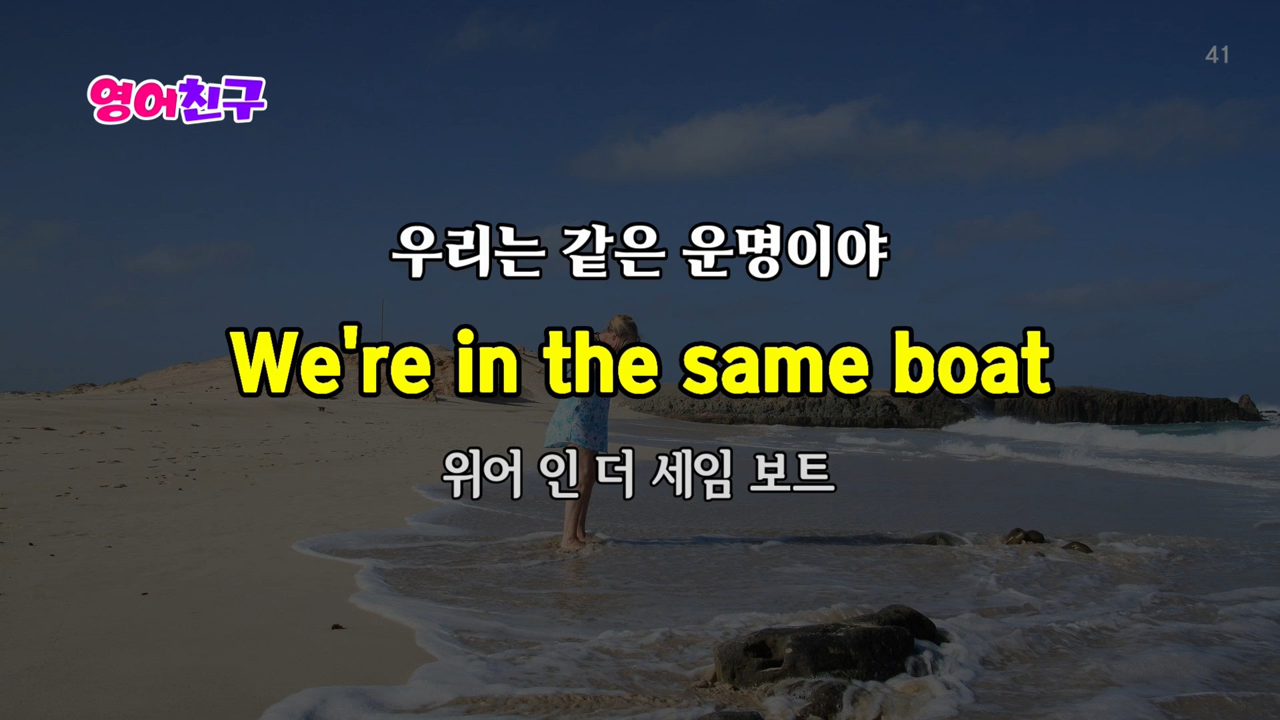 41
영어친구
우리는 같은 운명이야
We're in the same boat
위어 인 더 세임 보트